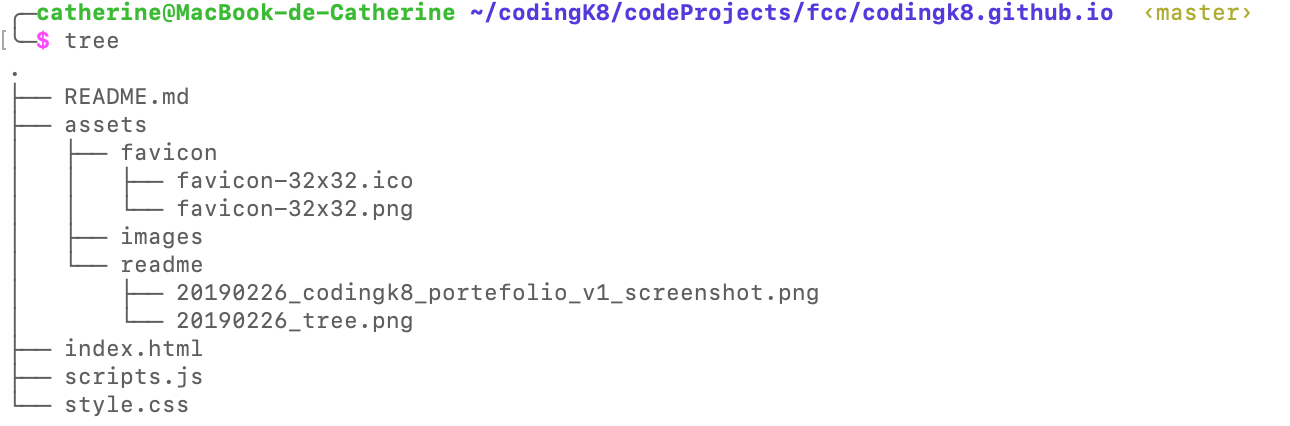 ╭─catherine@MacBook-de-Catherine ~/codingK8/codeProjects/fcc/codingk8.github.io ‹master›
[╰─$ tree
.
├── README.md
├── assets
│   ├── favicon
│   │   ├── favicon-32x32.ico
│   │   └── favicon-32x32.png
│   ├── images
│   └── readme
│       ├── 20190226_codingk8_portefolio_v1_screenshot.png
│       └── 20190226_tree.png
├── index.html
├── scripts.js
└── style.css